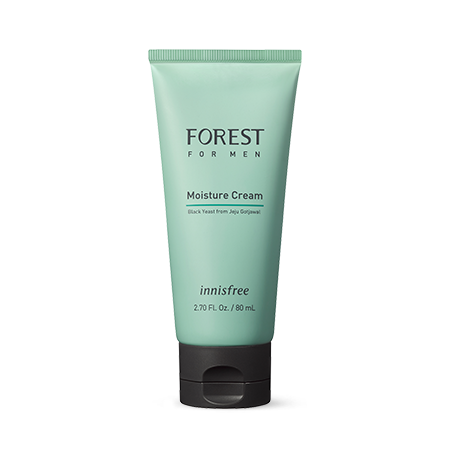 FOREST
FOR MEN
Moisture Cream
(Black Yeast from Jeju Gotjawal)
innisfree
2.70 Fl. Oz. / 80 mL